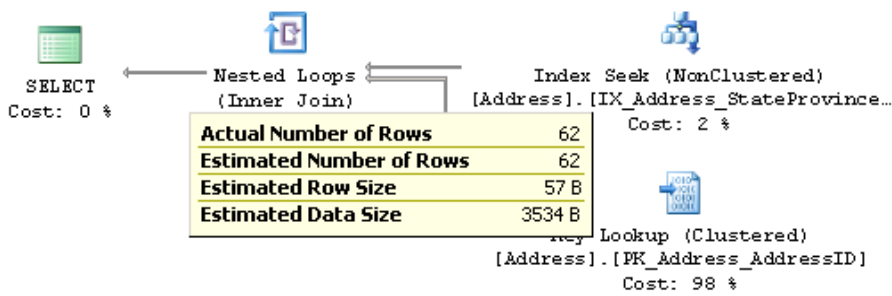 SELECT
Cost: 0 %
Nested Loops
(Inner Join)
Index Seek (NonClustered)
[Address].[IX_Address_StateProvince…
Cost: 2 %
Actual Number of Rows 62
Estimated Number of Rows 62
Estimated Row Size 57 B
Estimated Data Size 3534 B
Lookup (Clustered)
[Address].[PK_Address_AddressID]
Cost: 98 %